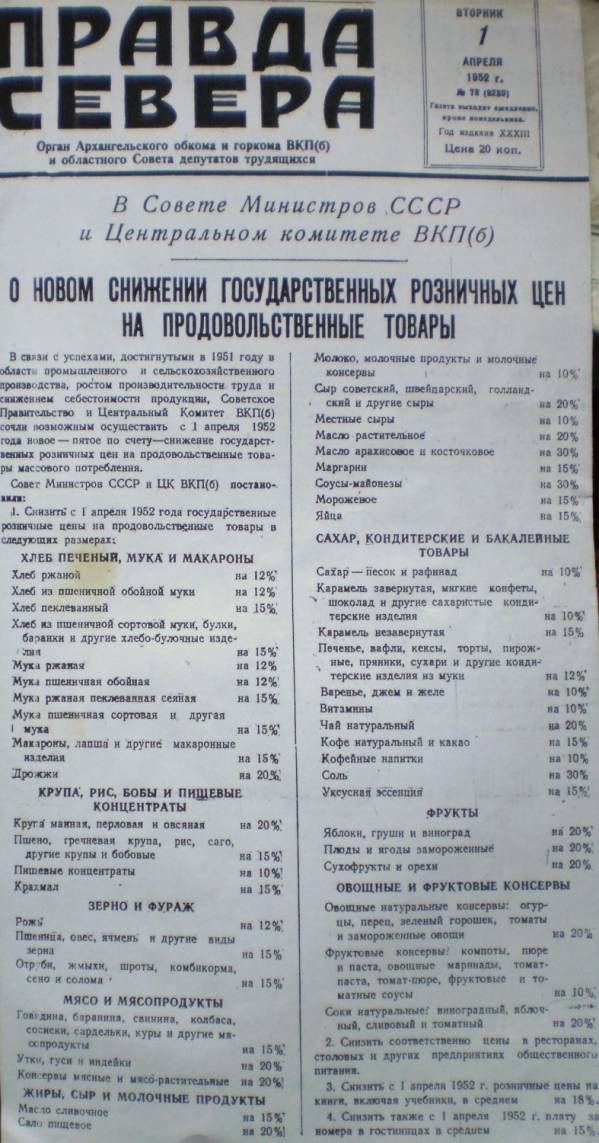 ПРАВДА
СЕВЕРА
Орган Архангельского обкома и горкома ВКП(б)
и областного Совета депутатов трудящихся
ВТОРНИК
1
АПРЕЛЯ
1952 г.
№ 78 (9239)
Газета выходит ежедневно,
кроме понедельников.
Год издания XXXIII
Цена 20 коп.
В Совете Министров СССР
и Центральном комитете ВКП(б)
О НОВОМ СНИЖЕНИИ ГОСУДАРСТВЕННЫХ РОЗНИЧНЫХ ЦЕН
НА ПРОДОВОЛЬСТВЕННЫЕ ТОВАРЫ
В связи с успехами, достигнутыми в 1951 году в
области промышленного и сельскохозяйственного
производства, ростом производительности труда и
снижением себестоимости продукции, Советское
Правительство и Центральный Комитет ВКП(б)
сочли возможным осуществить с 1 апреля 1952
года новое — пятое по счету—снижение государст-
венных розничных цен на продовольственные това-
ры массового потребления.
Совет Министров СССР и ЦК ВКП(б) постано-
вили:
1. Снизить с 1 апреля 1952 года государственные
розничные цены на продовольственные товары в
следующих размерах:
ХЛЕБ ПЕЧЕНЫЙ, МУКА И МАКАРОНЫ
Хлеб ржаной на 12%
Хлеб из пшеничной обойной муки на 12%
Хлеб пеклеванный на 15%
Хлеб из пшеничной сортовой муки, булки,
баранки и другие хлебо-булочные изде-
лия на 15%
Мука ржаная на 12%
Мука пшеничная обойная на 12%
Мука ржаная пеклеванная сеяная на 15%
Мука пшеничная сортовая и другая
мука на 15%
Макароны, лапша и другие макаронные
изделия на 15%
Дрожжи на 20%
КРУПА, РИС, БОБЫ И ПИЩЕВЫЕ
КОНЦЕНТРАТЫ
Крупа манная, перловая и овсяная на 20%
Пшено, гречневая крупа, рис, саго,
другие крупы и бобовые на 15%
Пищевые концентраты на 10%
Крахмал на 15%
ЗЕРНО И ФУРАЖ
Рожь на 12%
Пшеница, овес, ячмень и другие виды
зерна на 15%
Отруби, жмыхи, шроты, комбикорма,
сено и солома на 15%
МЯСО И МЯСОПРОДУКТЫ
Говядина, баранина, свинина, колбаса,
сосиски, сардельки, куры и другие мя-
сопродукты на 15%
Утки, гуси и индейки на 20%
Консервы мясные и мясо-растительные на 20%
ЖИРЫ, СЫР И МОЛОЧНЫЕ ПРОДУКТЫ
Масло сливочное на 15%
Сало пищевое на 20%
Молоко, молочные продукты и молочные
консервы на 10%
Сыр советский, швейцарский, голланд-
ский и другие сыры на 20%
Местные сыры на 10%
Масло растительное на 20%
Масло арахисовое и косточковое на 30%
Маргарин на 15%
Соусы-майонезы на 30%
Мороженое на 15%
Яйца на 15%
САХАР, КОНДИТЕРСКИЕ И БАКАЛЕЙНЫЕ
ТОВАРЫ
Сахар — песок и рафинад на 10%
Карамель завернутая, мягкие конфеты,
шоколад и другие сахаристые конди-
терские изделия на 10%
Карамель незавернутая на 15%
Печенье, вафли, кексы, торты, пирож-
ные, пряники, сухари и другие конди-
терские изделия из муки на 12%
Варенье, джем и желе на 10%
Витамины на 10%
Чай натуральный на 20%
Кофе натуральный и какао на 15%
Кофейные напитки на 10%
Соль на 30%
Уксусная эссенция на 15%
ФРУКТЫ
Яблоки, груши и виноград на 20%
Плоды и ягоды замороженные на 20%
Сухофрукты и орехи на 20%
ОВОЩНЫЕ И ФРУКТОВЫЕ КОНСЕРВЫ
Овощные натуральные консервы: огур-
цы, перец, зеленый горошек, томаты
и замороженные овощи на 20%
Фруктовые консервы: компоты, пюре
и паста, овощные маринады, томат-
паста, томат-пюре, фруктовые и то-
матные соусы на 10%
Соки натуральные: виноградный, яблоч-
ный, сливовый и томатный на 20%
2. Снизить соответственно цены в ресторанах,
столовых и других предприятиях общественного
питания.
3. Снизить с 1 апреля 1952 г. розничные цены на
книги, включая учебники, в среднем на 18%.
4. Снизить также с 1 апреля 1952 г. плату за
номера в гостиницах в среднем на 15%.